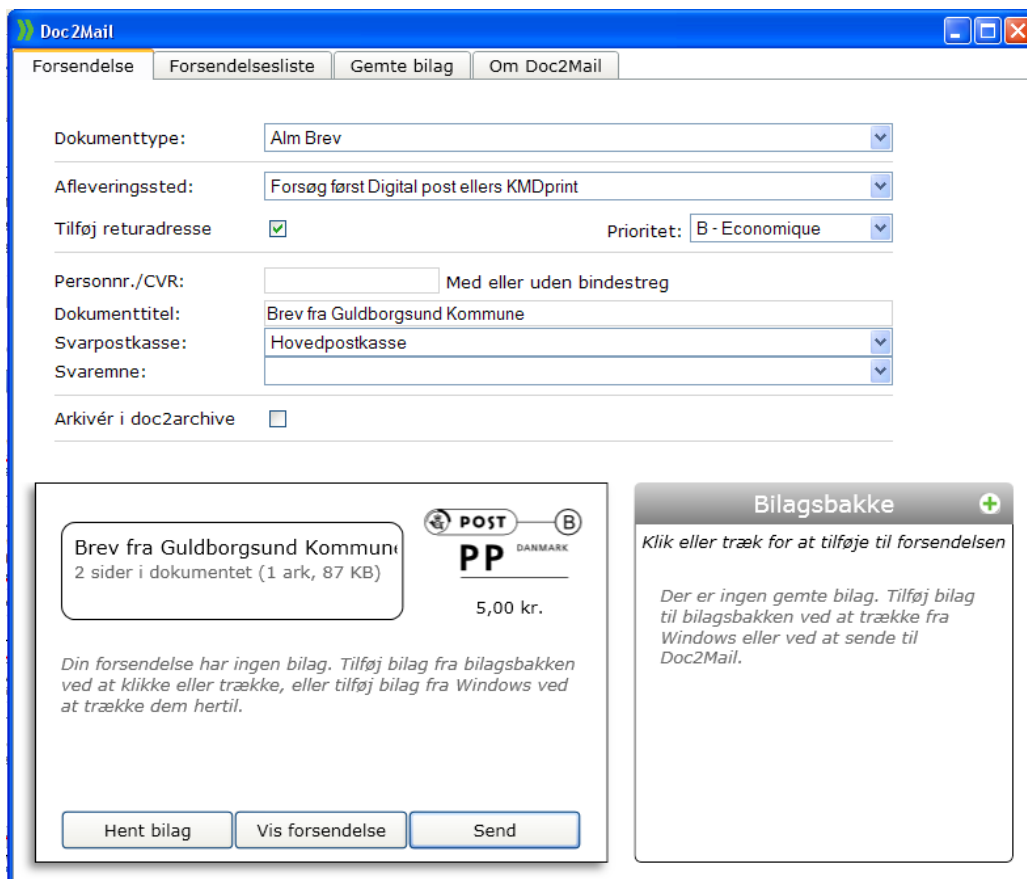 Doc2Mail
Forsendelse Forsendelsesliste Gemte bilag Om Doc2Mail
Dokumenttype: Alm Brev
Afleveringssted: Forsøg først Digital post ellers KMDprint
Tilføj returadresse Prioritet: B - Economique
Personnr./CVR: Med eller uden bindestreg
Dokumenttitel: Brev fra Guldborgsund Kommune
Svarpostkasse: Hovedpostkasse
Svaremne:
Arkivér i doc2archive
Brev fra Guldborgsund Kommune
2 sider i dokumentet (1 ark, 87 KB)
POST B
PP DANMARK
5,00 kr.
Din forsendelse har ingen bilag. Tilføj bilag fra bilagsbakken
ved at klikke eller trække, eller tilføj bilag fra Windows ved
at trække dem hertil.
Hent bilag Vis forsendelse Send
Bilagsbakke
Klik eller træk for at tilføje til forsendelsen
Der er ingen gemte bilag. Tilføj bilag
til bilagsbakken ved at trække fra
Windows eller ved at sende til
Doc2Mail.